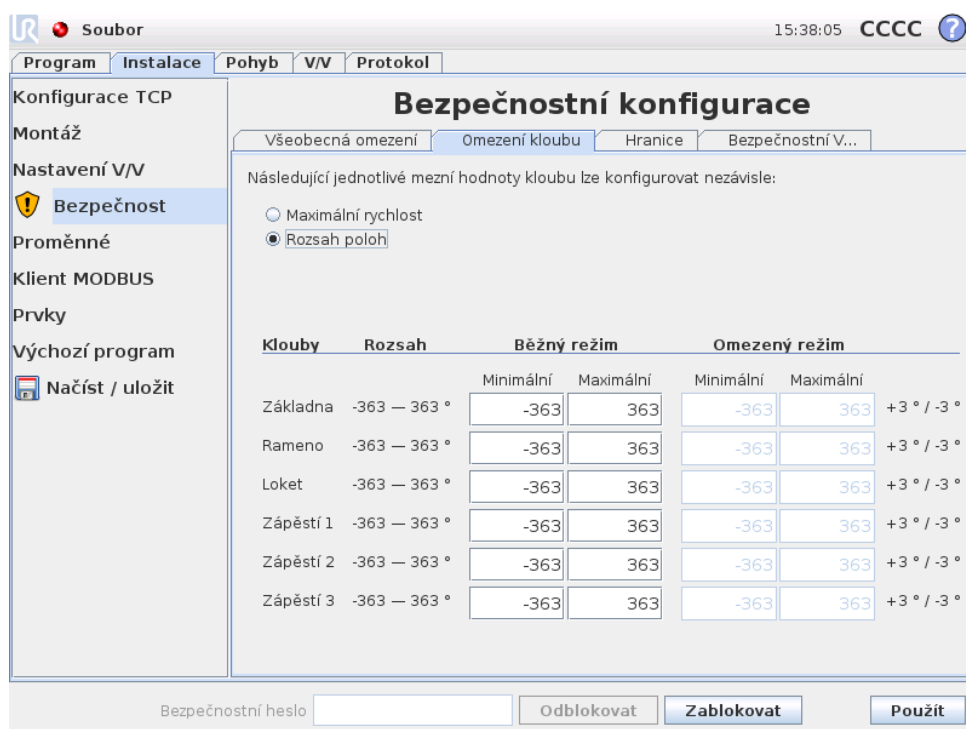 UR Soubor 15:38:05 CCCC ?
Program Instalace Pohyb V/V Protokol
Konfigurace TCP
Montáž
Nastavení V/V
Bezpečnost
Proměnné
Klient MODBUS
Prvky
Výchozí program
Načíst / uložit
Bezpečnostní konfigurace
Všeobecná omezení Omezení kloubu Hranice Bezpečnostní V...
Následující jednotlivé mezní hodnoty kloubu lze konfigurovat nezávisle:
Maximální rychlost
Rozsah poloh
Klouby Rozsah Běžný režim Omezený režim
Minimální Maximální Minimální Maximální
Základna -363 — 363 ° -363 363 -363 363 +3 ° / -3 °
Rameno -363 — 363 ° -363 363 -363 363 +3 ° / -3 °
Loket -363 — 363 ° -363 363 -363 363 +3 ° / -3 °
Zápěstí 1 -363 — 363 ° -363 363 -363 363 +3 ° / -3 °
Zápěstí 2 -363 — 363 ° -363 363 -363 363 +3 ° / -3 °
Zápěstí 3 -363 — 363 ° -363 363 -363 363 +3 ° / -3 °
Bezpečnostní heslo Odblokovat Zablokovat Použít